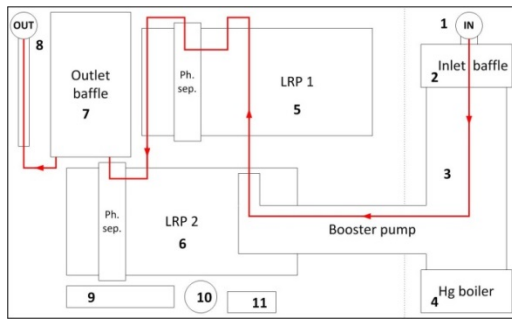 OUT
8
Outlet
baffle
7
Ph.
sep.
LRP 1
5
1
IN
Inlet baffle
2
3
Ph.
sep.
LRP 2
6
Booster pump
Hg boiler
4
9
10
11